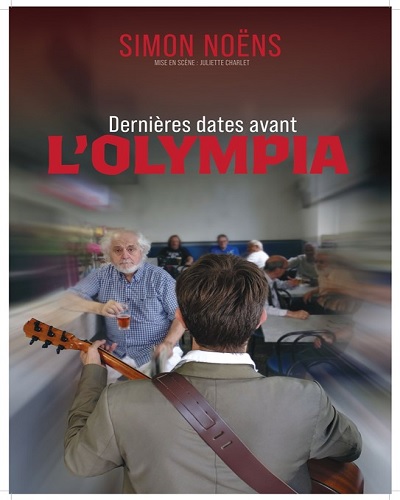 SIMON NOËNS
MISE EN SCÈNE : JULIETTE CHARLET
Dernières dates avant
L'OLYMPIA